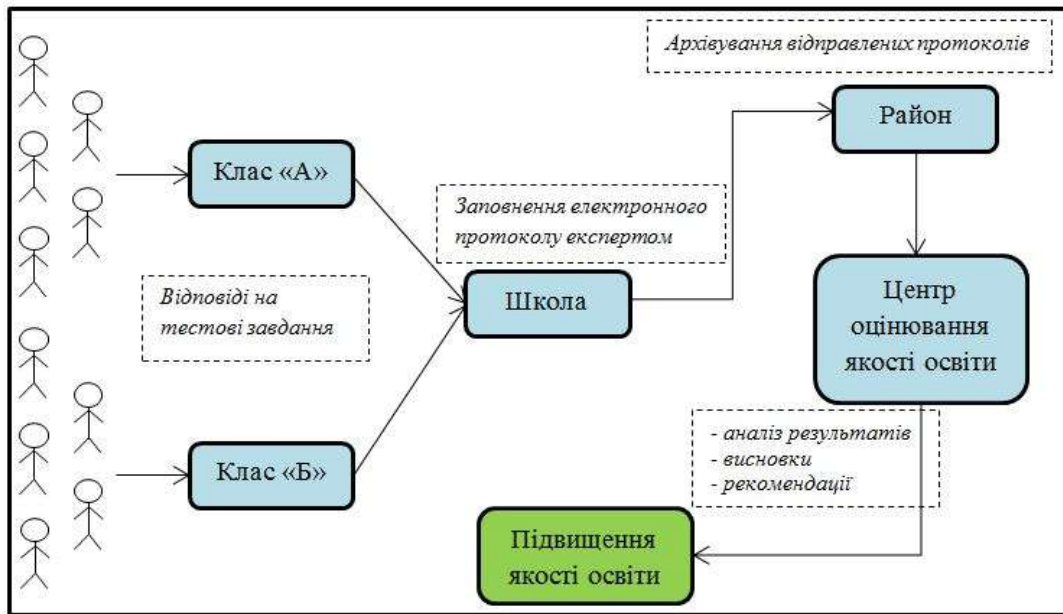 Архівування відправлених протоколів
Район
Клас «А»
Заповнення електронного
протоколу експертом
Школа
Відповіді на
тестові завдання
Центр
оцінювання
якості освіти
Клас «Б»
- аналіз результатів
- висновки
- рекомендації
Підвищення
якості освіти